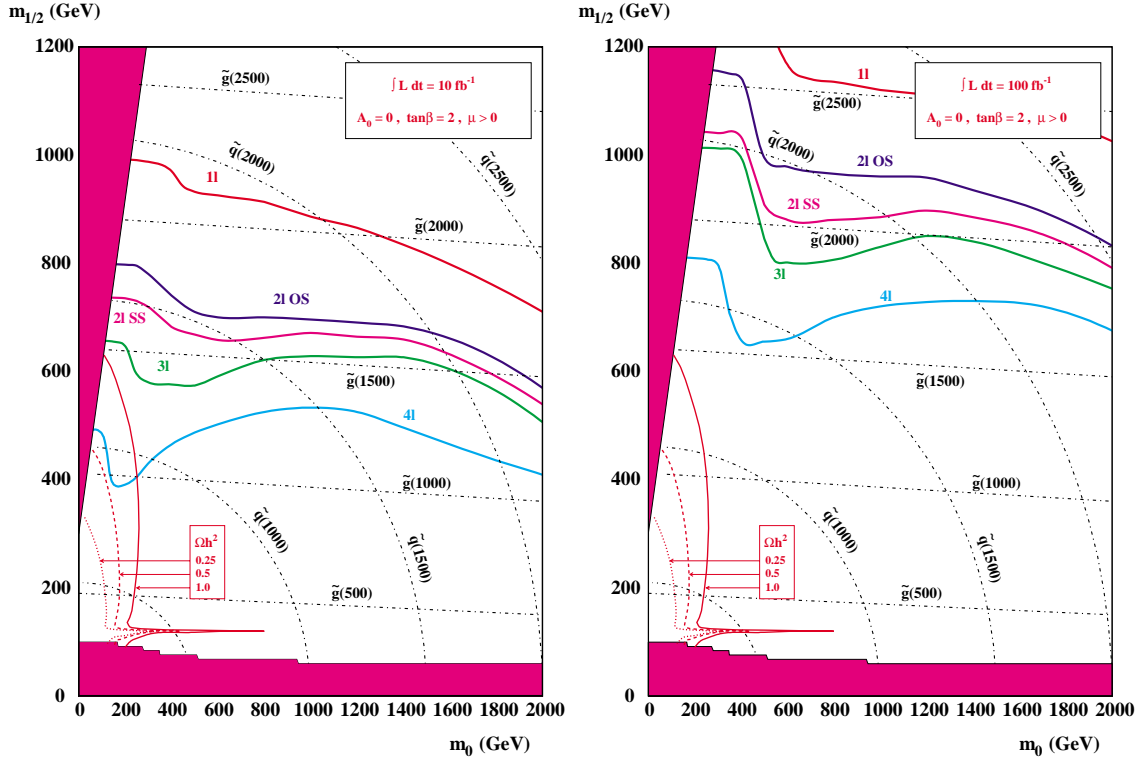 m1/2 (GeV)
1200
1000
800
600
400
200
0
g̃(2500)
∫ L dt = 10 fb-1
A0 = 0 , tanβ = 2 , μ > 0
q̃(2000)
q̃(2500)
1l
g̃(2000)
2l OS
2l SS
3l
g̃(1500)
4l
g̃(1000)
q̃(1000)
q̃(1500)
Ωh2
0.25
0.5
1.0
g̃(500)
0 200 400 600 800 1000 1200 1400 1600 1800 2000
m0 (GeV)
m1/2 (GeV)
1200
1000
800
600
400
200
0
1l
∫ L dt = 100 fb-1
g̃(2500)
A0 = 0 , tanβ = 2 , μ > 0
q̃(2000)
2l OS
q̃(2500)
2l SS
g̃(2000)
3l
4l
g̃(1500)
g̃(1000)
q̃(1000)
q̃(1500)
Ωh2
0.25
0.5
1.0
g̃(500)
0 200 400 600 800 1000 1200 1400 1600 1800 2000
m0 (GeV)